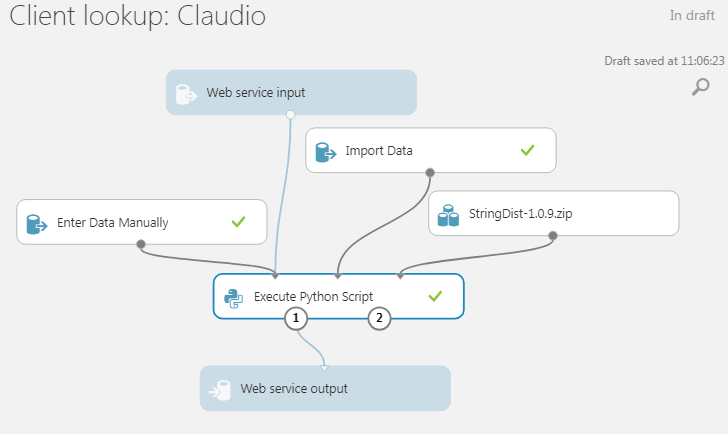 Client lookup: Claudio
In draft
Draft saved at 11:06:23
Web service input
Import Data
StringDist-1.0.9.zip
Enter Data Manually
Execute Python Script
1
2
Web service output